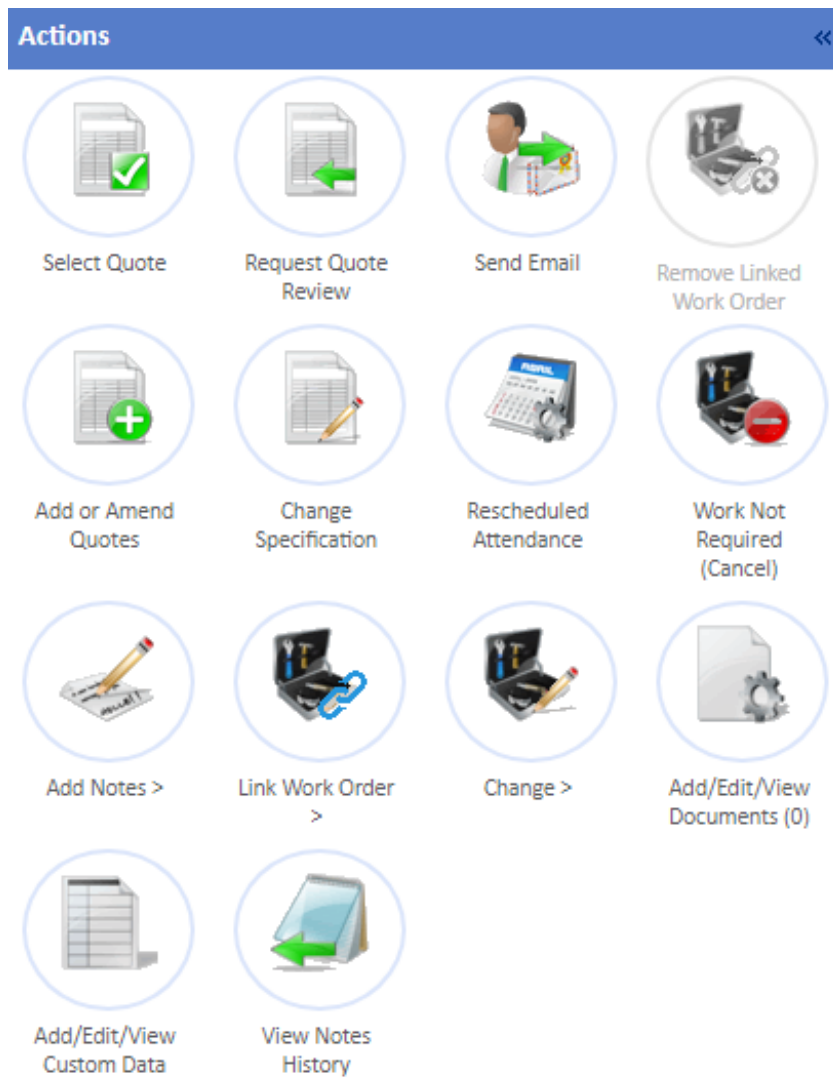 Actions
Select Quote
Request Quote
Review
Send Email
Remove Linked
Work Order
Add or Amend
Quotes
Change
Specification
Rescheduled
Attendance
Work Not
Required
(Cancel)
Add Notes >
Link Work Order
>
Change >
Add/Edit/View
Documents (0)
Add/Edit/View
Custom Data
View Notes
History